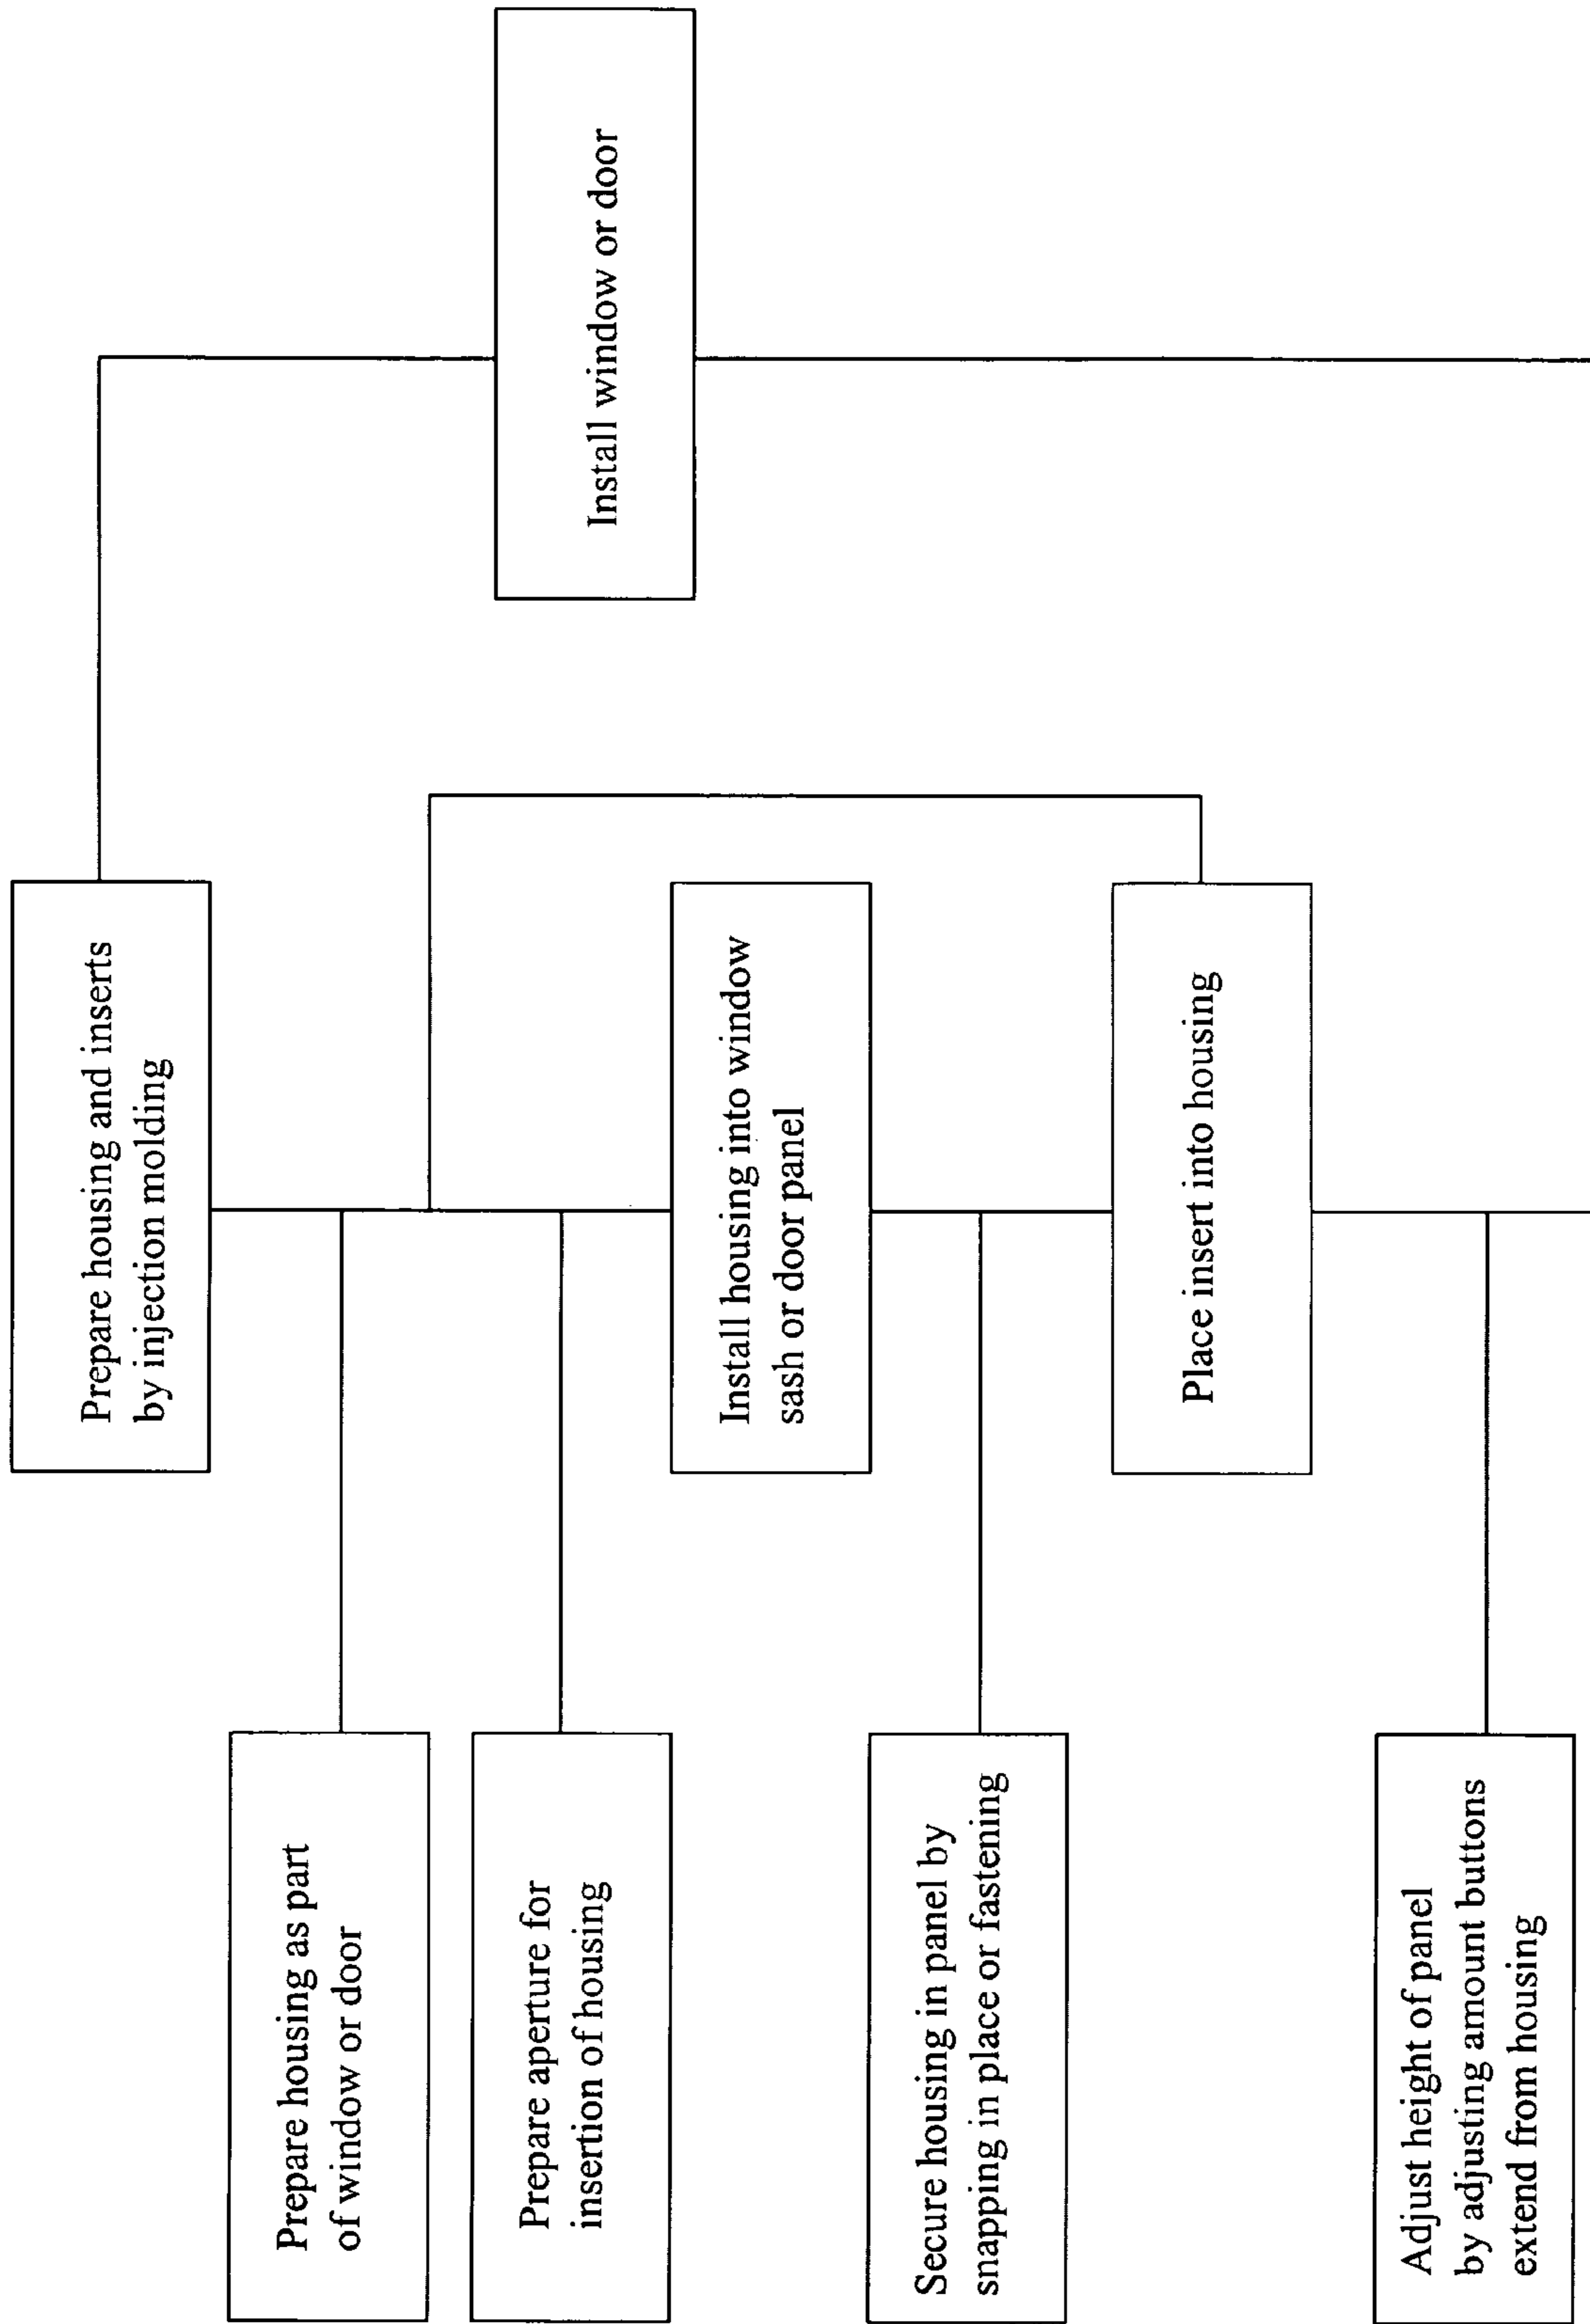 Prepare housing and inserts
by injection molding
Prepare housing as part
of window or door
Prepare aperture for
insertion of housing
Install window or door
Install housing into window
sash or door panel
Secure housing in panel by
snapping in place or fastening
Place insert into housing
Adjust height of panel
by adjusting amount buttons
extend from housing